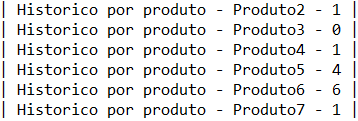 | Historico por produto - Produto2 - 1 |
| Historico por produto - Produto3 - 0 |
| Historico por produto - Produto4 - 1 |
| Historico por produto - Produto5 - 4 |
| Historico por produto - Produto6 - 6 |
| Historico por produto - Produto7 - 1 |